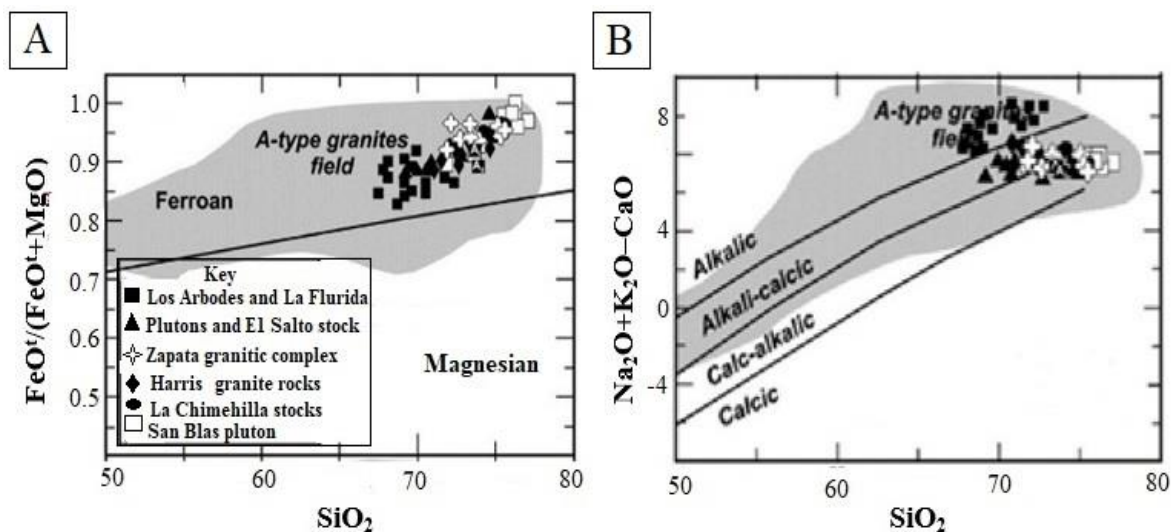 A
FeOᵗ/(FeOᵗ+MgO)
1.0
0.9
0.8
0.7
0.6
0.5
A-type granites
field
Ferroan
Magnesian
Key
Los Arbodes and La Flurida
Plutons and El Salto stock
Zapata granitic complex
Harris granite rocks
La Chimehilla stocks
San Blas pluton
50
60
70
80
SiO₂
B
Na₂O+K₂O–CaO
8
4
0
-4
A-type granites
field
Alkalic
Alkali-calcic
Calc-alkalic
Calcic
50
60
70
80
SiO₂